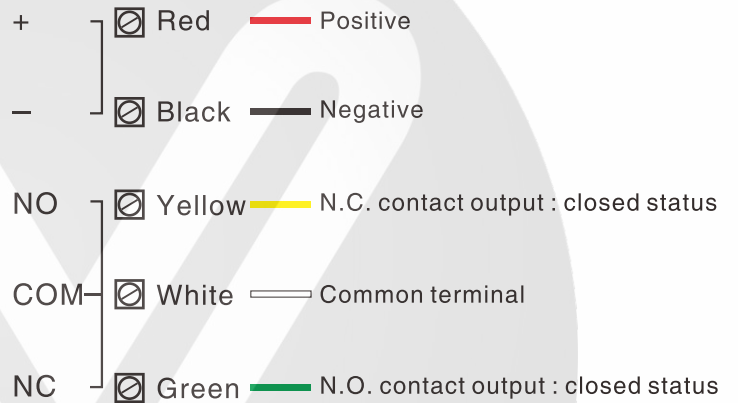 + Red Positive
− Black Negative
NO Yellow N.C. contact output : closed status
COM White Common terminal
NC Green N.O. contact output : closed status